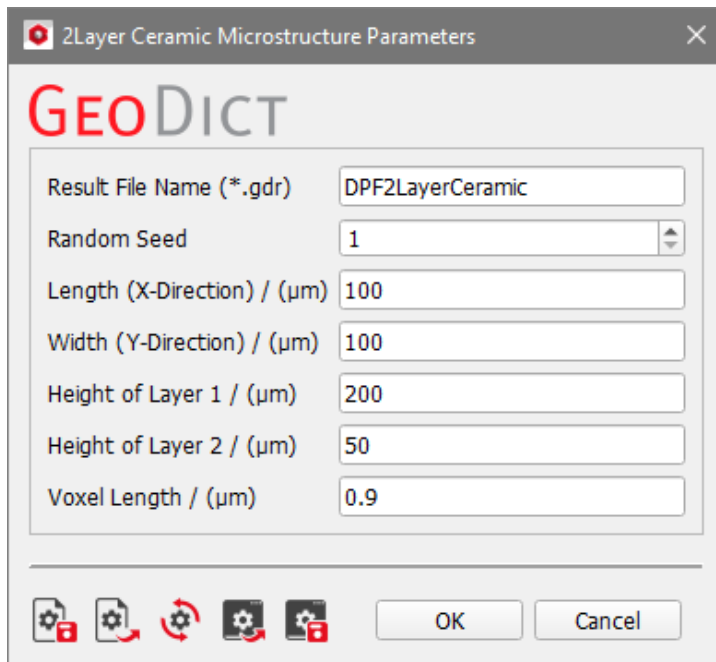 2Layer Ceramic Microstructure Parameters
GEODICT
Result File Name (*.gdr) DPF2LayerCeramic
Random Seed 1
Length (X-Direction) / (µm) 100
Width (Y-Direction) / (µm) 100
Height of Layer 1 / (µm) 200
Height of Layer 2 / (µm) 50
Voxel Length / (µm) 0.9
OK Cancel